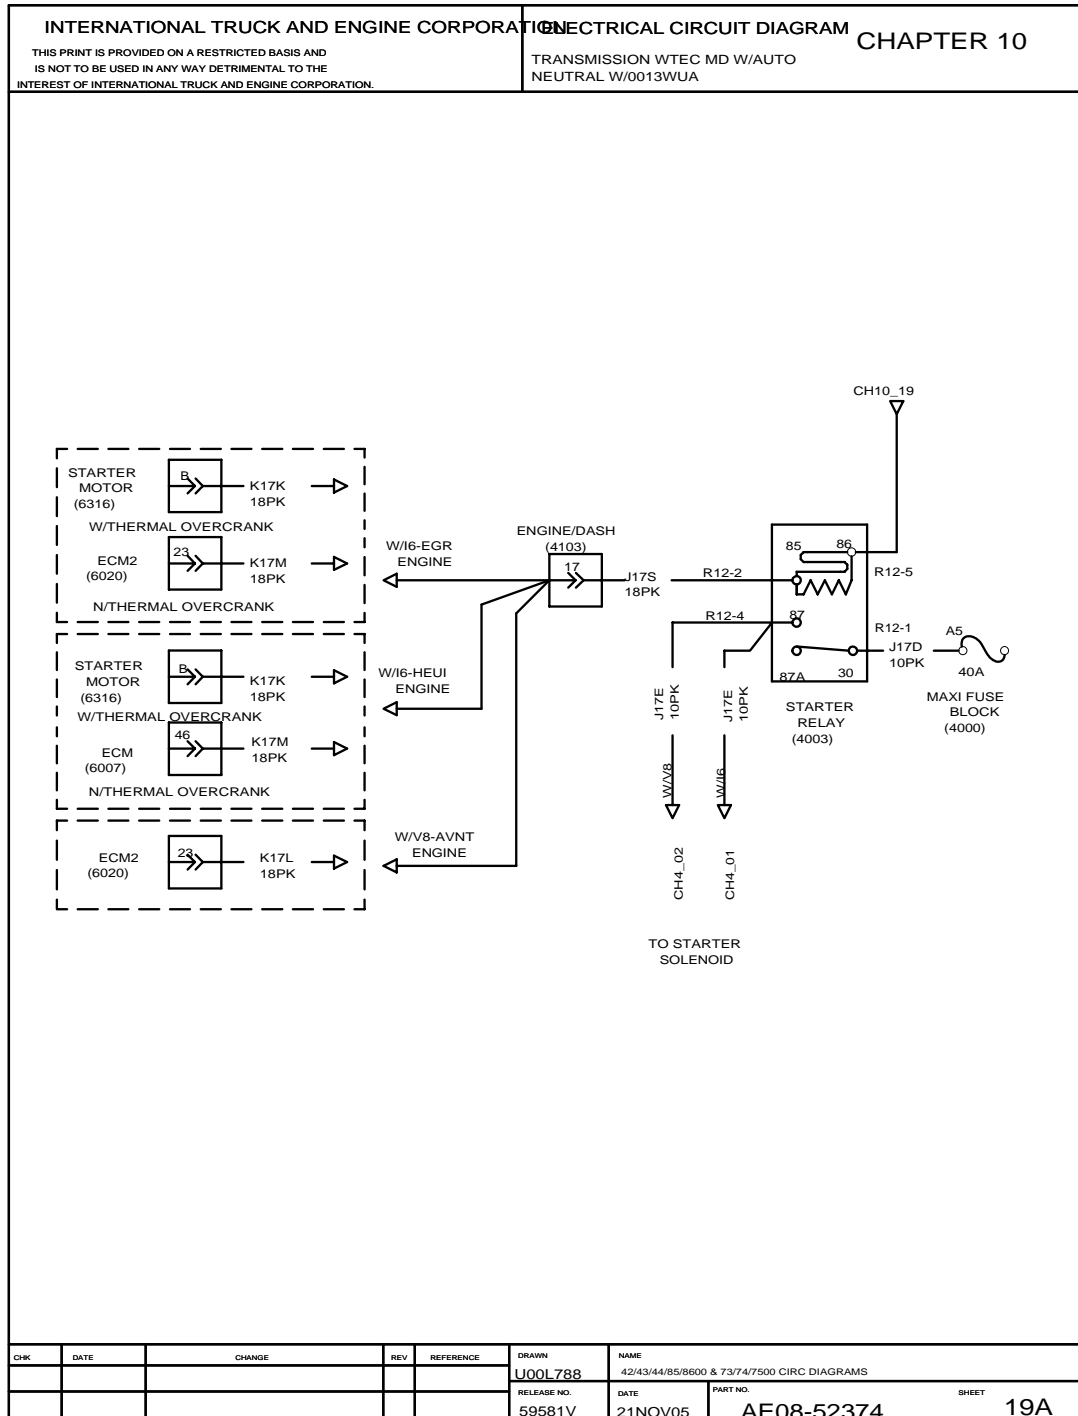 INTERNATIONAL TRUCK AND ENGINE CORPORATION
THIS PRINT IS PROVIDED ON A RESTRICTED BASIS AND
IS NOT TO BE USED IN ANY WAY DETRIMENTAL TO THE
INTEREST OF INTERNATIONAL TRUCK AND ENGINE CORPORATION.
ELECTRICAL CIRCUIT DIAGRAM
TRANSMISSION WTEC MD W/AUTO
NEUTRAL W/0013WUA
CHAPTER 10
CH10_19
STARTER
MOTOR
(6316)
B
K17K
18PK
W/THERMAL OVERCRANK
ECM2
(6020)
23
K17M
18PK
N/THERMAL OVERCRANK
STARTER
MOTOR
(6316)
B
K17K
18PK
W/THERMAL OVERCRANK
ECM
(6007)
46
K17M
18PK
N/THERMAL OVERCRANK
ECM2
(6020)
23
K17L
18PK
W/I6-EGR
ENGINE
W/I6-HEUI
ENGINE
W/V8-AVNT
ENGINE
ENGINE/DASH
(4103)
17
J17S
18PK
R12-2
R12-4
85
86
87
87A
30
R12-5
R12-1
J17D
10PK
A5
40A
MAXI FUSE
BLOCK
(4000)
STARTER
RELAY
(4003)
J17E
10PK
W/V8
CH4_02
J17E
10PK
W/I6
CH4_01
TO STARTER
SOLENOID
CHK
DATE
CHANGE
REV
REFERENCE
DRAWN
U00L788
NAME
42/43/44/85/8600 & 73/74/7500 CIRC DIAGRAMS
RELEASE NO.
59581V
DATE
21NOV05
PART NO.
AE08-52374
SHEET
19A